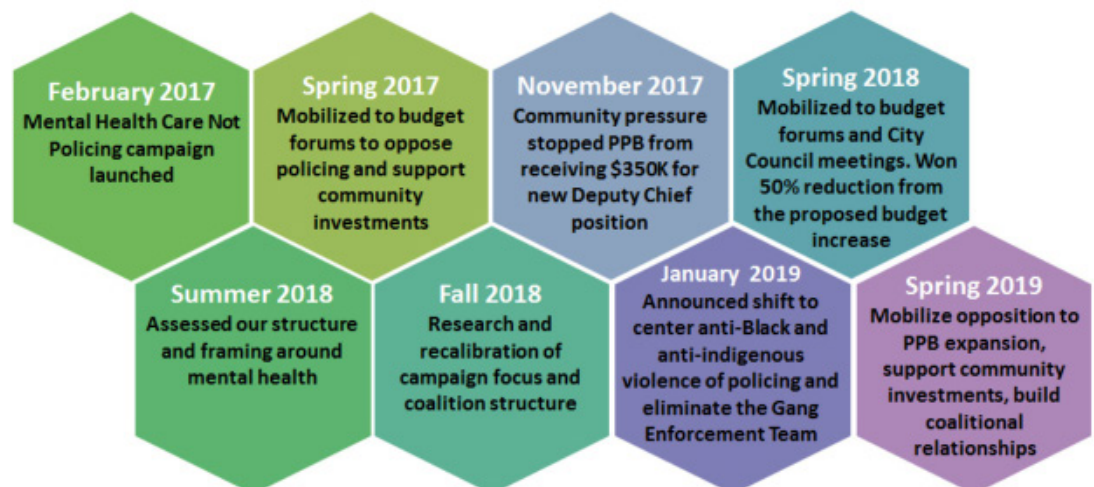 February 2017
Mental Health Care Not
Policing campaign
launched
Spring 2017
Mobilized to budget
forums to oppose
policing and support
community
investments
November 2017
Community pressure
stopped PPB from
receiving $350K for
new Deputy Chief
position
Spring 2018
Mobilized to budget
forums and City
Council meetings. Won
50% reduction from
the proposed budget
increase
Summer 2018
Assessed our structure
and framing around
mental health
Fall 2018
Research and
recalibration of
campaign focus and
coalition structure
January 2019
Announced shift to
center anti-Black and
anti-indigenous
violence of policing and
eliminate the Gang
Enforcement Team
Spring 2019
Mobilize opposition to
PPB expansion,
support community
investments, build
coalitional
relationships